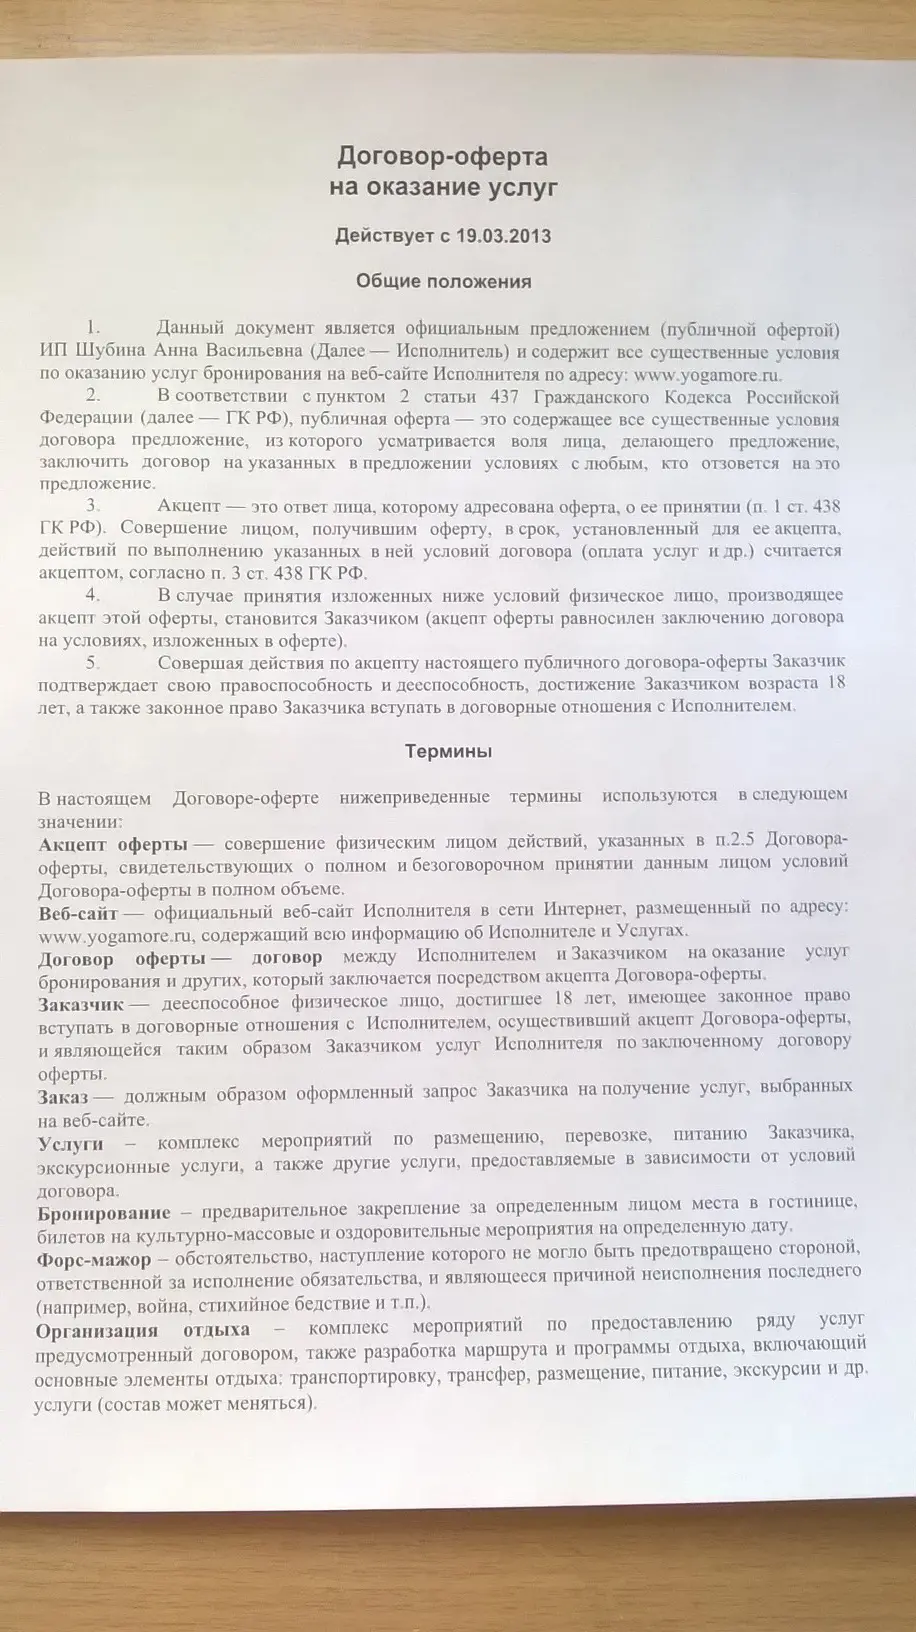 Договор-оферта
на оказание услуг
Действует с 19.03.2013
Общие положения
1. Данный документ является официальным предложением (публичной офертой)
ИП Шубина Анна Васильевна (Далее — Исполнитель) и содержит все существенные условия
по оказанию услуг бронирования на веб-сайте Исполнителя по адресу: www.yogamore.ru.
2. В соответствии с пунктом 2 статьи 437 Гражданского Кодекса Российской
Федерации (далее — ГК РФ), публичная оферта — это содержащее все существенные условия
договора предложение, из которого усматривается воля лица, делающего предложение,
заключить договор на указанных в предложении условиях с любым, кто отзовется на это
предложение.
3. Акцепт — это ответ лица, которому адресована оферта, о ее принятии (п. 1 ст. 438
ГК РФ). Совершение лицом, получившим оферту, в срок, установленный для ее акцепта,
действий по выполнению указанных в ней условий договора (оплата услуг и др.) считается
акцептом, согласно п. 3 ст. 438 ГК РФ.
4. В случае принятия изложенных ниже условий физическое лицо, производящее
акцепт этой оферты, становится Заказчиком (акцепт оферты равносилен заключению договора
на условиях, изложенных в оферте).
5. Совершая действия по акцепту настоящего публичного договора-оферты Заказчик
подтверждает свою правоспособность и дееспособность, достижение Заказчиком возраста 18
лет, а также законное право Заказчика вступать в договорные отношения с Исполнителем.
Термины
В настоящем Договоре-оферте нижеприведенные термины используются в следующем
значении:
Акцепт оферты — совершение физическим лицом действий, указанных в п.2.5 Договора-
оферты, свидетельствующих о полном и безоговорочном принятии данным лицом условий
Договора-оферты в полном объеме.
Веб-сайт — официальный веб-сайт Исполнителя в сети Интернет, размещенный по адресу:
www.yogamore.ru, содержащий всю информацию об Исполнителе и Услугах.
Договор оферты — договор между Исполнителем и Заказчиком на оказание услуг
бронирования и других, который заключается посредством акцепта Договора-оферты.
Заказчик — дееспособное физическое лицо, достигшее 18 лет, имеющее законное право
вступать в договорные отношения с Исполнителем, осуществивший акцепт Договора-оферты,
и являющейся таким образом Заказчиком услуг Исполнителя по заключенному договору
оферты.
Заказ — должным образом оформленный запрос Заказчика на получение услуг, выбранных
на веб-сайте.
Услуги – комплекс мероприятий по размещению, перевозке, питанию Заказчика,
экскурсионные услуги, а также другие услуги, предоставляемые в зависимости от условий
договора.
Бронирование – предварительное закрепление за определенным лицом места в гостинице,
билетов на культурно-массовые и оздоровительные мероприятия на определенную дату.
Форс-мажор – обстоятельство, наступление которого не могло быть предотвращено стороной,
ответственной за исполнение обязательства, и являющееся причиной неисполнения последнего
(например, война, стихийное бедствие и т.п.).
Организация отдыха – комплекс мероприятий по предоставлению ряду услуг
предусмотренный договором, также разработка маршрута и программы отдыха, включающий
основные элементы отдыха: транспортировку, трансфер, размещение, питание, экскурсии и др.
услуги (состав может меняться).